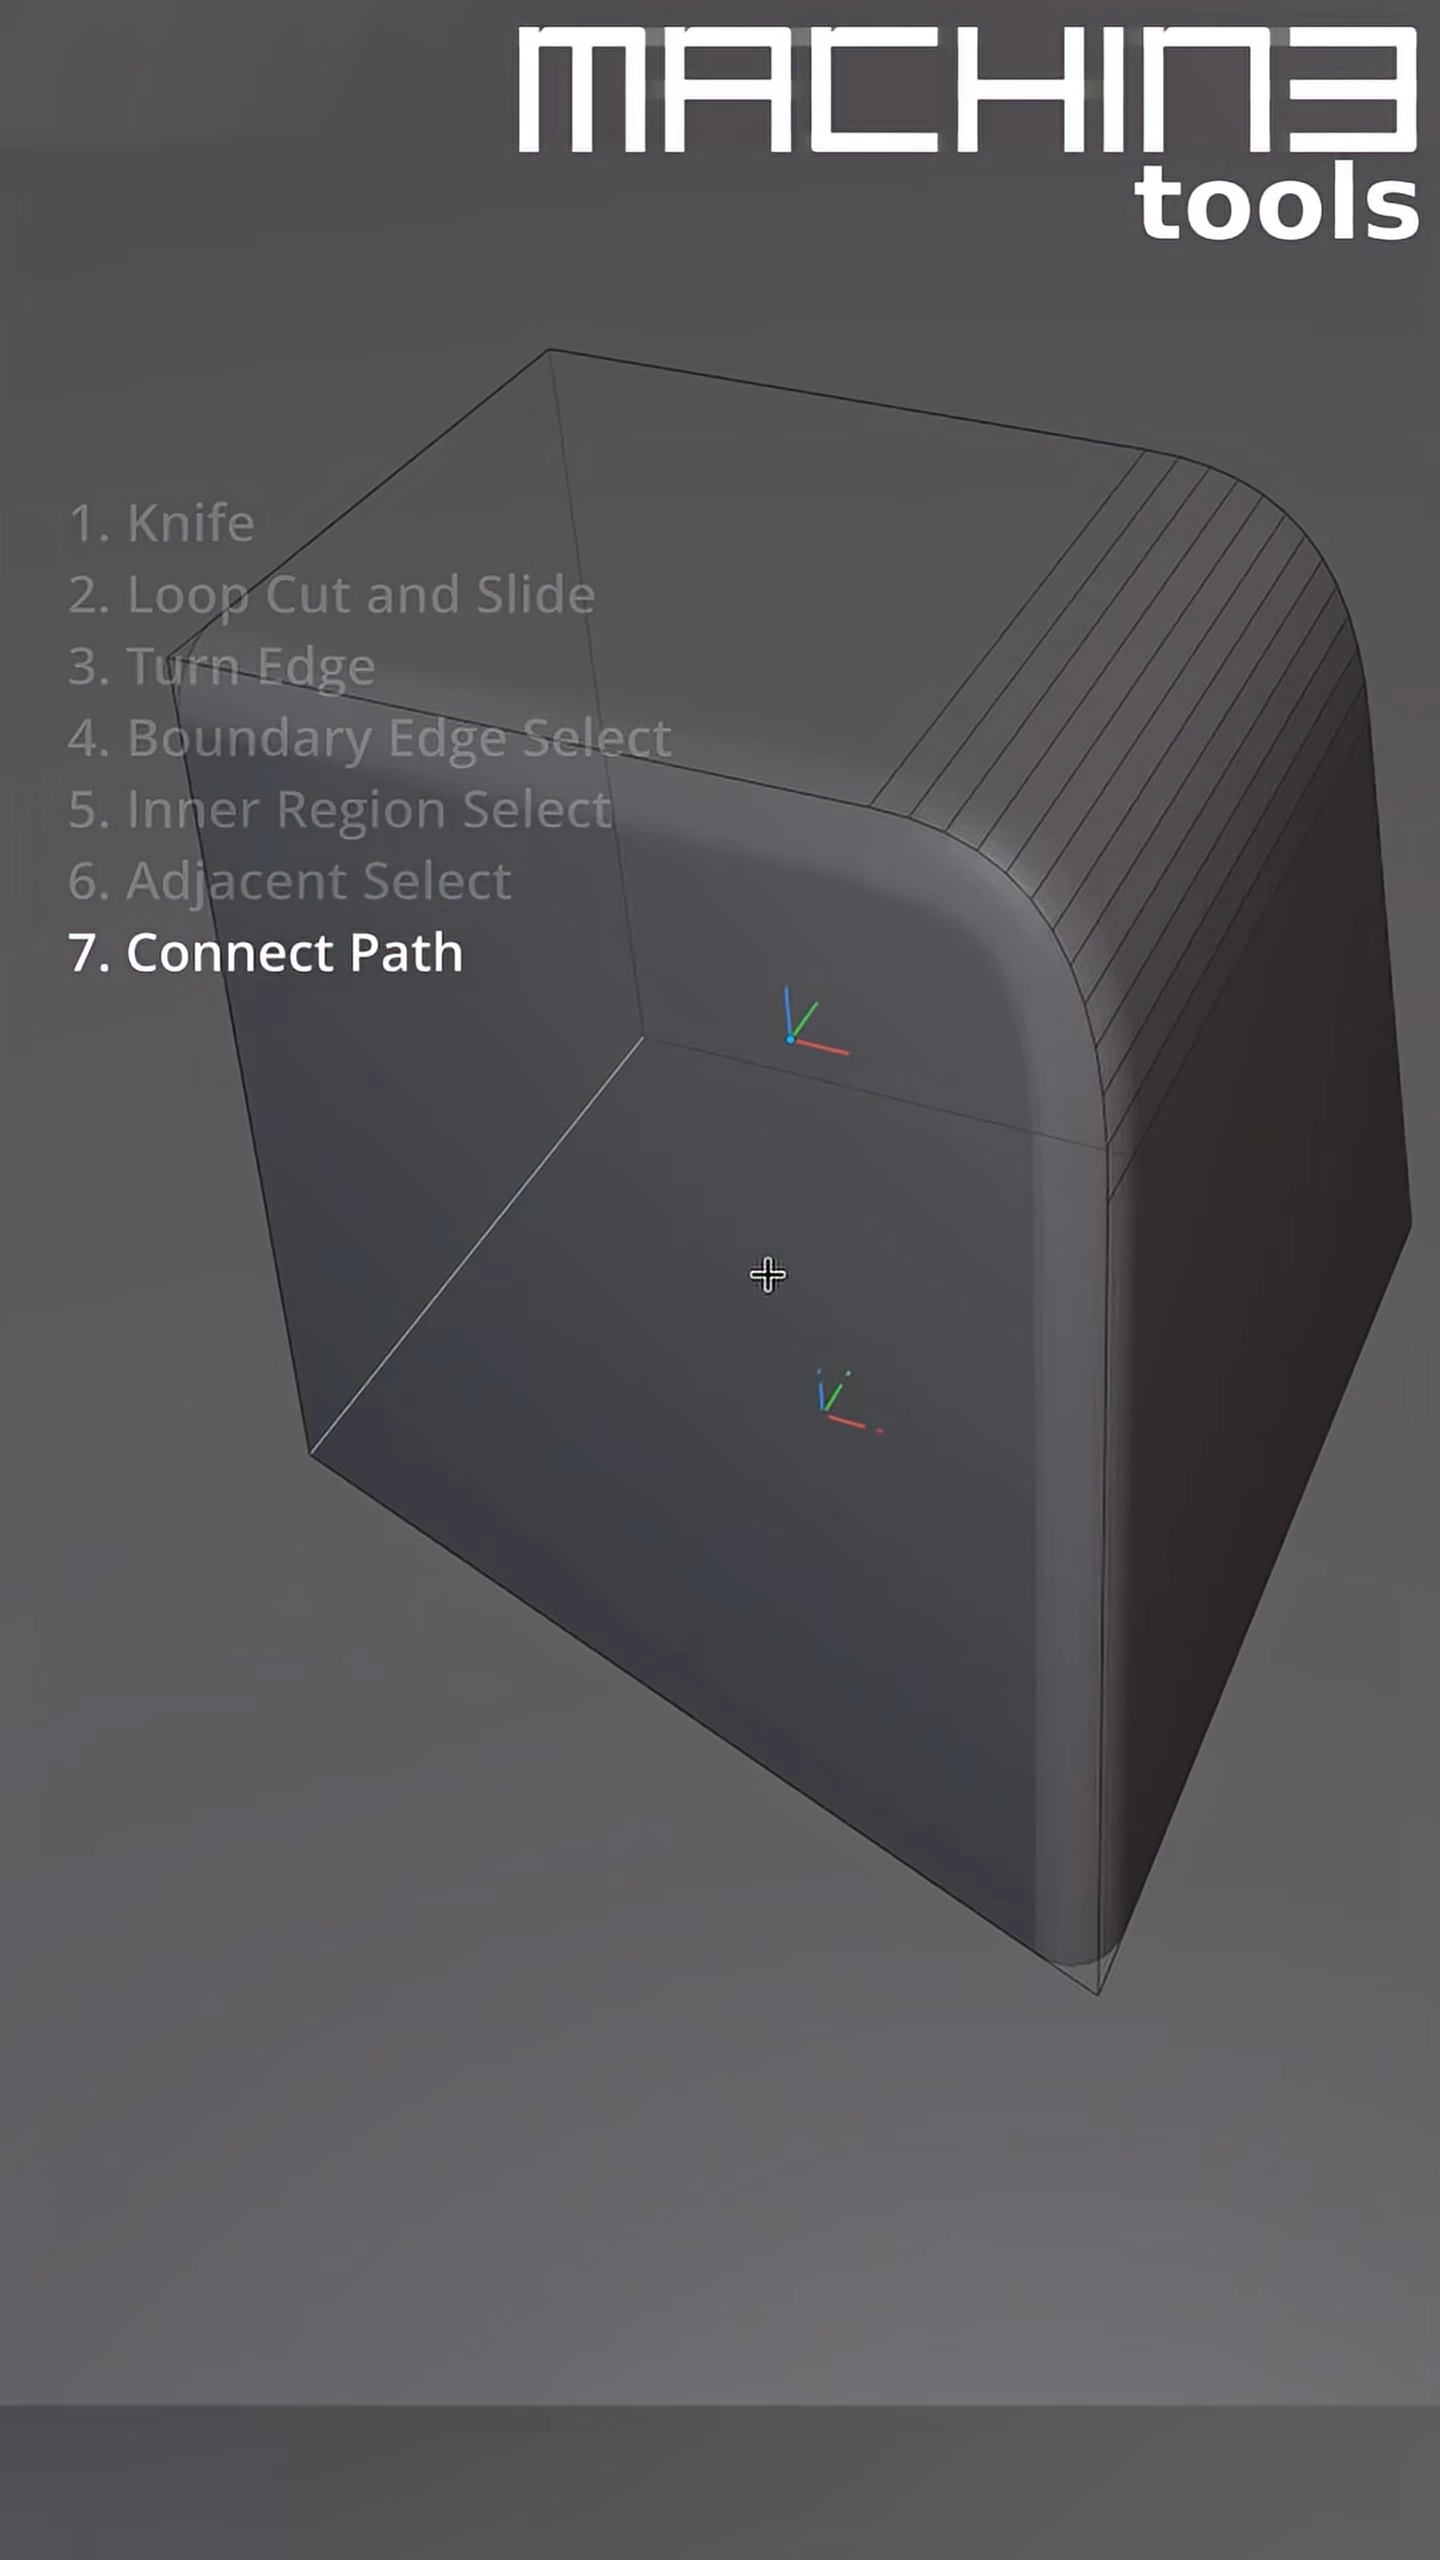 MACHIN3
tools
1. Knife
2. Loop Cut and Slide
3. Turn Edge
4. Boundary Edge Select
5. Inner Region Select
6. Adjacent Select
7. Connect Path